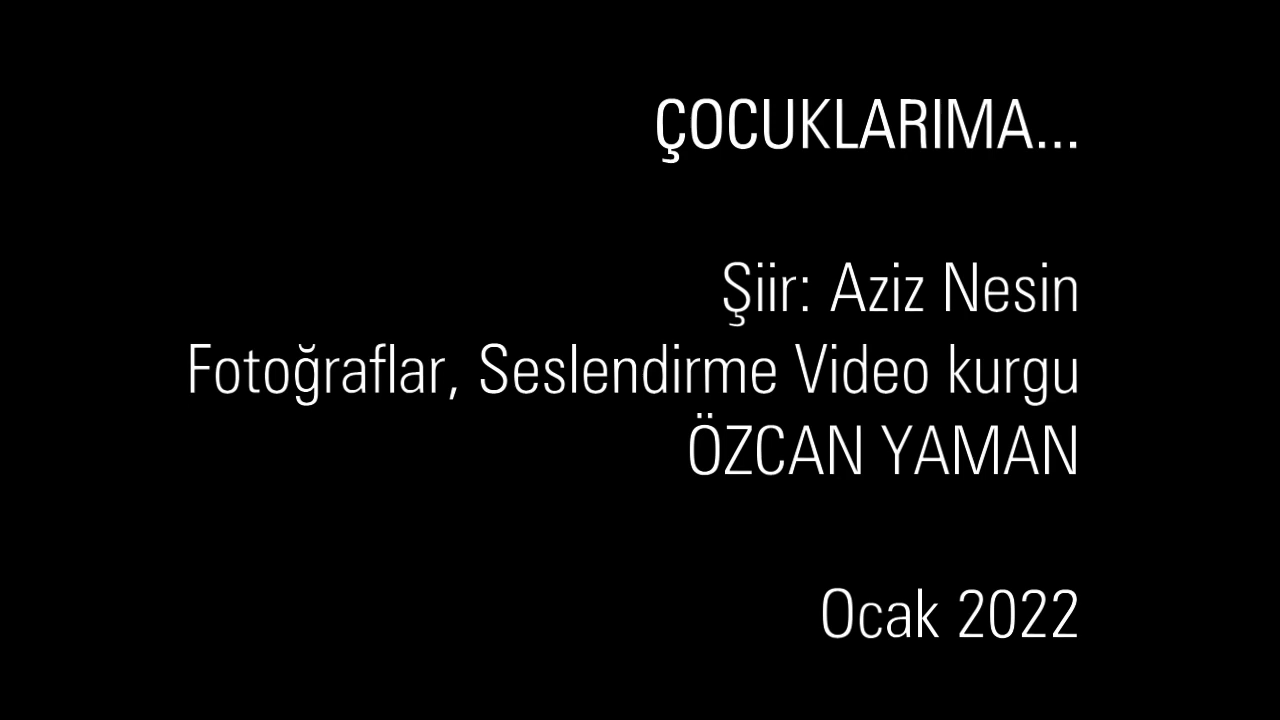 ÇOCUKLARIMA...
Şiir: Aziz Nesin
Fotoğraflar, Seslendirme Video kurgu
ÖZCAN YAMAN
Ocak 2022